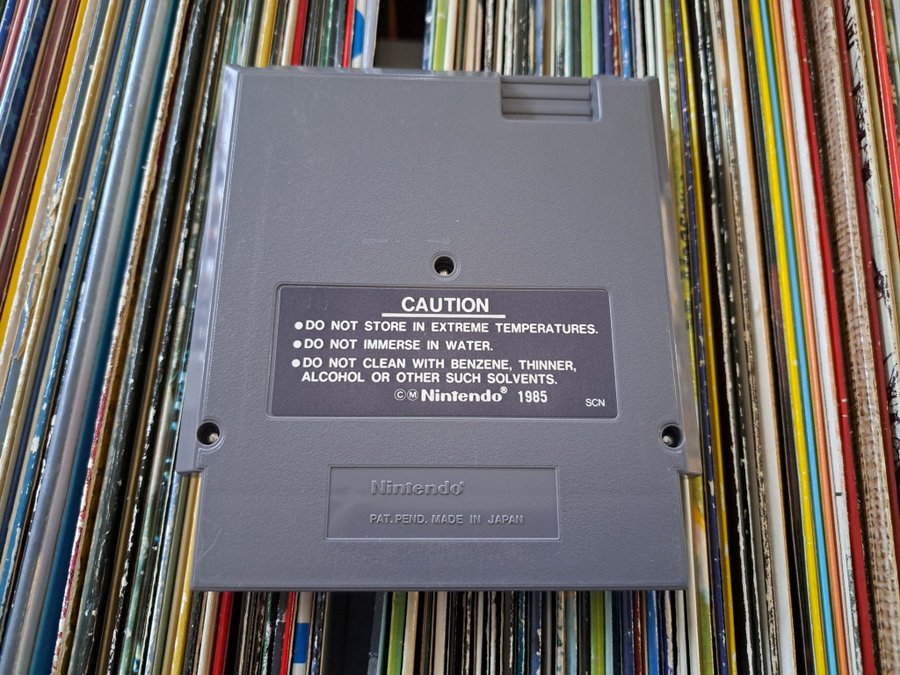 CAUTION
●DO NOT STORE IN EXTREME TEMPERATURES.
●DO NOT IMMERSE IN WATER.
●DO NOT CLEAN WITH BENZENE, THINNER,
ALCOHOL OR OTHER SUCH SOLVENTS.
ⒸⓂNintendo® 1985 SCN
Nintendo®
PAT.PEND. MADE IN JAPAN